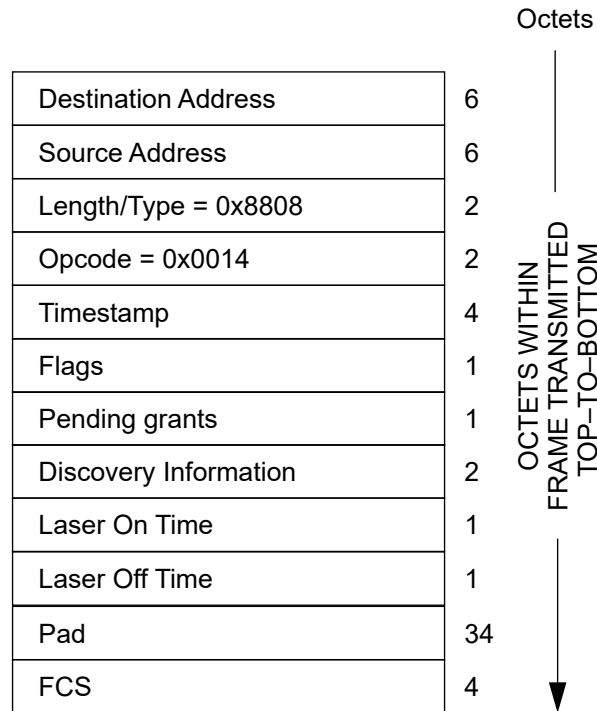 Octets
Destination Address 6
Source Address 6
Length/Type = 0x8808 2
Opcode = 0x0014 2
Timestamp 4
Flags 1
Pending grants 1
Discovery Information 2
Laser On Time 1
Laser Off Time 1
Pad 34
FCS 4
OCTETS WITHIN
FRAME TRANSMITTED
TOP–TO–BOTTOM